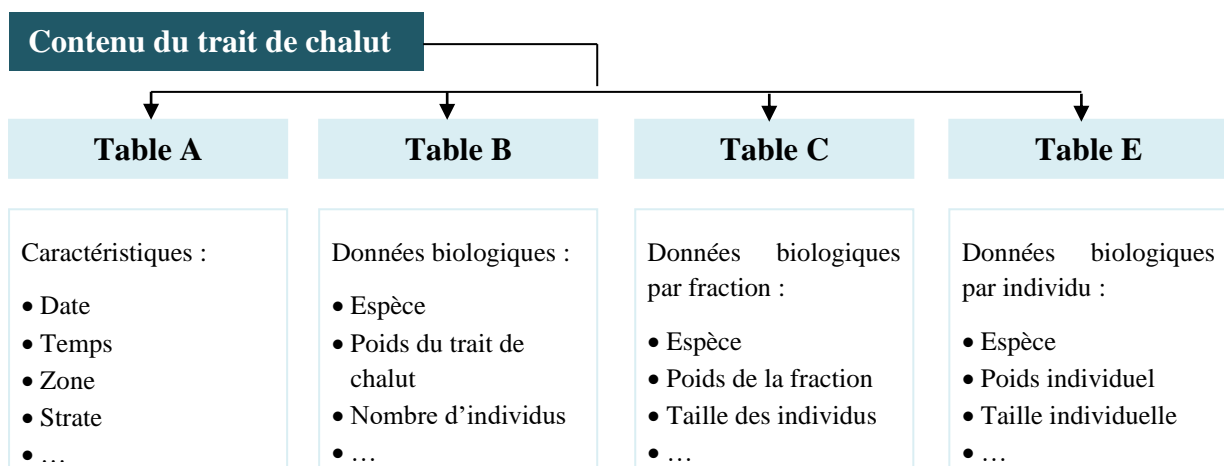 Contenu du trait de chalut
Table A
Table B
Table C
Table E
Caractéristiques :
• Date
• Temps
• Zone
• Strate
• …
Données biologiques :
• Espèce
• Poids du trait de
chalut
• Nombre d’individus
• …
Données biologiques
par fraction :
• Espèce
• Poids de la fraction
• Taille des individus
• …
Données biologiques
par individu :
• Espèce
• Poids individuel
• Taille individuelle
• …